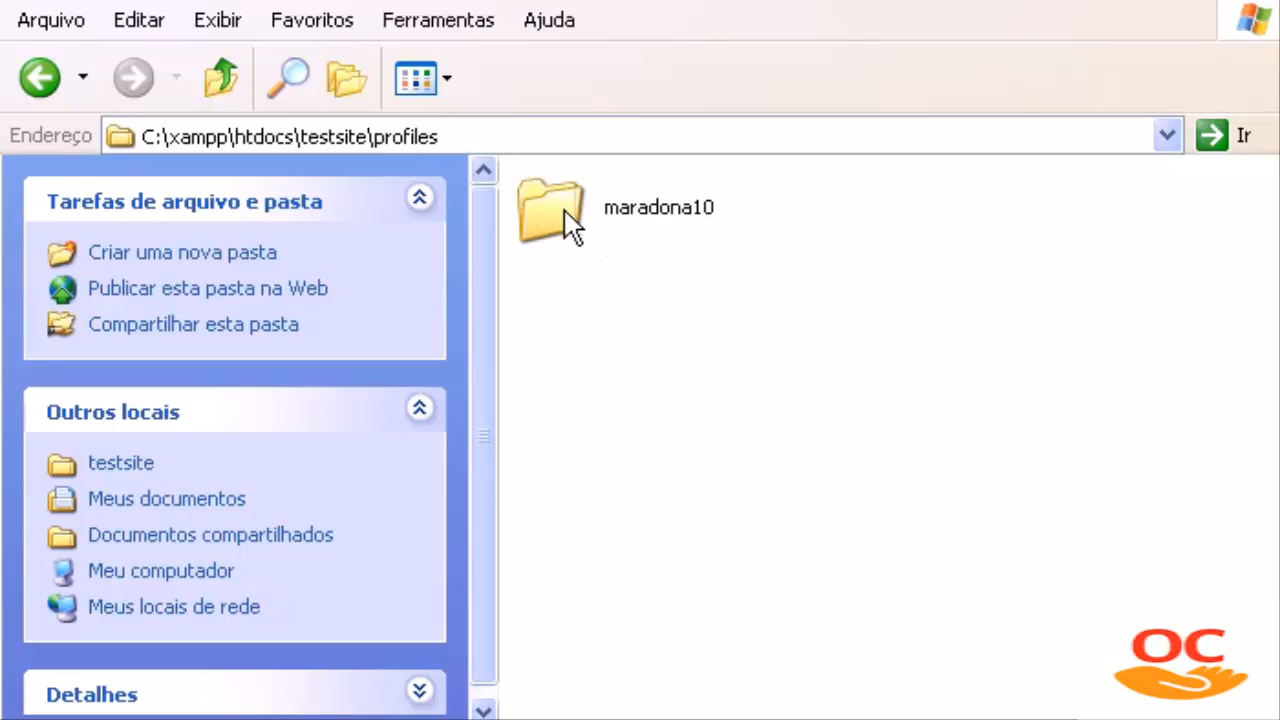 Arquivo Editar Exibir Favoritos Ferramentas Ajuda
Endereço C:\xampp\htdocs\testsite\profiles Ir
Tarefas de arquivo e pasta
Criar uma nova pasta
Publicar esta pasta na Web
Compartilhar esta pasta
Outros locais
testsite
Meus documentos
Documentos compartilhados
Meu computador
Meus locais de rede
Detalhes
maradona10
OC